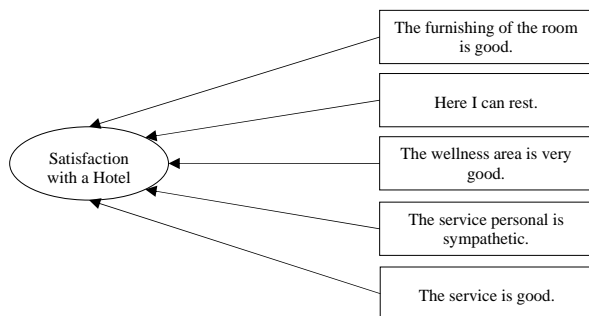 The furnishing of the room
is good.
Here I can rest.
Satisfaction
with a Hotel
The wellness area is very
good.
The service personal is
sympathetic.
The service is good.